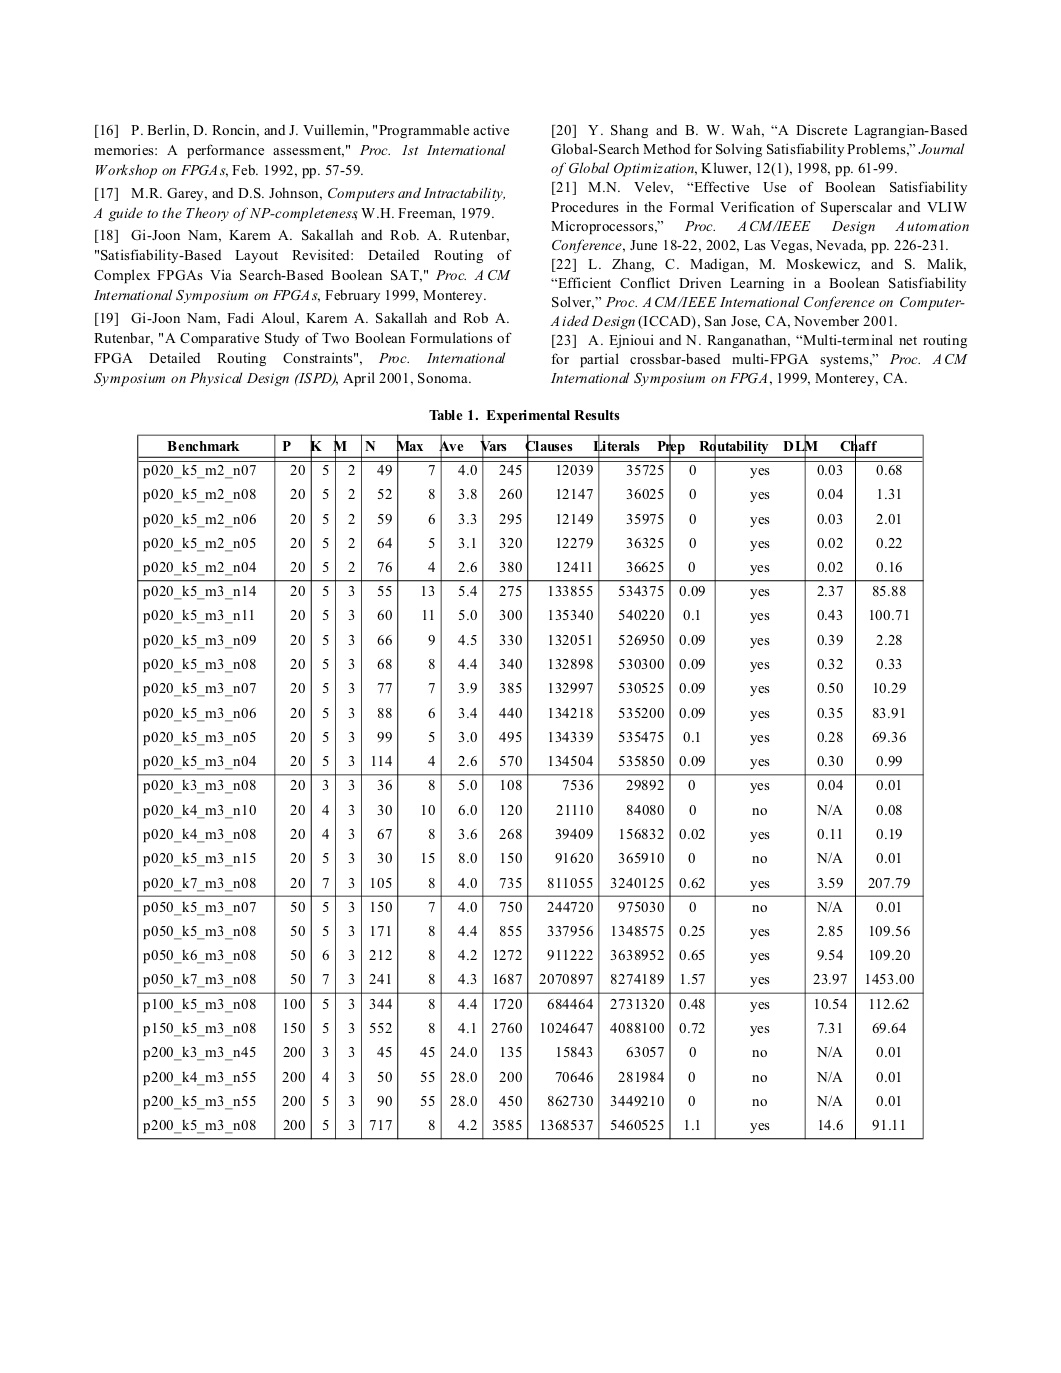 [16] P. Berlin, D. Roncin, and J. Vuillemin, "Programmable active
memories: A performance assessment," Proc. 1st International
Workshop on FPGAs, Feb. 1992, pp. 57-59.
[17] M.R. Garey, and D.S. Johnson, Computers and Intractability,
A guide to the Theory of NP-completeness, W.H. Freeman, 1979.
[18] Gi-Joon Nam, Karem A. Sakallah and Rob. A. Rutenbar,
"Satisfiability-Based Layout Revisited: Detailed Routing of
Complex FPGAs Via Search-Based Boolean SAT," Proc. ACM
International Symposium on FPGAs, February 1999, Monterey.
[19] Gi-Joon Nam, Fadi Aloul, Karem A. Sakallah and Rob A.
Rutenbar, "A Comparative Study of Two Boolean Formulations of
FPGA Detailed Routing Constraints", Proc. International
Symposium on Physical Design (ISPD), April 2001, Sonoma.
[20] Y. Shang and B. W. Wah, “A Discrete Lagrangian-Based
Global-Search Method for Solving Satisfiability Problems,” Journal
of Global Optimization, Kluwer, 12(1), 1998, pp. 61-99.
[21] M.N. Velev, “Effective Use of Boolean Satisfiability
Procedures in the Formal Verification of Superscalar and VLIW
Microprocessors,” Proc. ACM/IEEE Design Automation
Conference, June 18-22, 2002, Las Vegas, Nevada, pp. 226-231.
[22] L. Zhang, C. Madigan, M. Moskewicz, and S. Malik,
“Efficient Conflict Driven Learning in a Boolean Satisfiability
Solver,” Proc. ACM/IEEE International Conference on Computer-
Aided Design (ICCAD), San Jose, CA, November 2001.
[23] A. Ejnioui and N. Ranganathan, “Multi-terminal net routing
for partial crossbar-based multi-FPGA systems,” Proc. ACM
International Symposium on FPGA, 1999, Monterey, CA.
Table 1. Experimental Results
Benchmark P K M N Max Ave Vars Clauses Literals Prep Routability DLM Chaff
p020_k5_m2_n07 20 5 2 49 7 4.0 245 12039 35725 0 yes 0.03 0.68
p020_k5_m2_n08 20 5 2 52 8 3.8 260 12147 36025 0 yes 0.04 1.31
p020_k5_m2_n06 20 5 2 59 6 3.3 295 12149 35975 0 yes 0.03 2.01
p020_k5_m2_n05 20 5 2 64 5 3.1 320 12279 36325 0 yes 0.02 0.22
p020_k5_m2_n04 20 5 2 76 4 2.6 380 12411 36625 0 yes 0.02 0.16
p020_k5_m3_n14 20 5 3 55 13 5.4 275 133855 534375 0.09 yes 2.37 85.88
p020_k5_m3_n11 20 5 3 60 11 5.0 300 135340 540220 0.1 yes 0.43 100.71
p020_k5_m3_n09 20 5 3 66 9 4.5 330 132051 526950 0.09 yes 0.39 2.28
p020_k5_m3_n08 20 5 3 68 8 4.4 340 132898 530300 0.09 yes 0.32 0.33
p020_k5_m3_n07 20 5 3 77 7 3.9 385 132997 530525 0.09 yes 0.50 10.29
p020_k5_m3_n06 20 5 3 88 6 3.4 440 134218 535200 0.09 yes 0.35 83.91
p020_k5_m3_n05 20 5 3 99 5 3.0 495 134339 535475 0.1 yes 0.28 69.36
p020_k5_m3_n04 20 5 3 114 4 2.6 570 134504 535850 0.09 yes 0.30 0.99
p020_k3_m3_n08 20 3 3 36 8 5.0 108 7536 29892 0 yes 0.04 0.01
p020_k4_m3_n10 20 4 3 30 10 6.0 120 21110 84080 0 no N/A 0.08
p020_k4_m3_n08 20 4 3 67 8 3.6 268 39409 156832 0.02 yes 0.11 0.19
p020_k5_m3_n15 20 5 3 30 15 8.0 150 91620 365910 0 no N/A 0.01
p020_k7_m3_n08 20 7 3 105 8 4.0 735 811055 3240125 0.62 yes 3.59 207.79
p050_k5_m3_n07 50 5 3 150 7 4.0 750 244720 975030 0 no N/A 0.01
p050_k5_m3_n08 50 5 3 171 8 4.4 855 337956 1348575 0.25 yes 2.85 109.56
p050_k6_m3_n08 50 6 3 212 8 4.2 1272 911222 3638952 0.65 yes 9.54 109.20
p050_k7_m3_n08 50 7 3 241 8 4.3 1687 2070897 8274189 1.57 yes 23.97 1453.00
p100_k5_m3_n08 100 5 3 344 8 4.4 1720 684464 2731320 0.48 yes 10.54 112.62
p150_k5_m3_n08 150 5 3 552 8 4.1 2760 1024647 4088100 0.72 yes 7.31 69.64
p200_k3_m3_n45 200 3 3 45 45 24.0 135 15843 63057 0 no N/A 0.01
p200_k4_m3_n55 200 4 3 50 55 28.0 200 70646 281984 0 no N/A 0.01
p200_k5_m3_n55 200 5 3 90 55 28.0 450 862730 3449210 0 no N/A 0.01
p200_k5_m3_n08 200 5 3 717 8 4.2 3585 1368537 5460525 1.1 yes 14.6 91.11